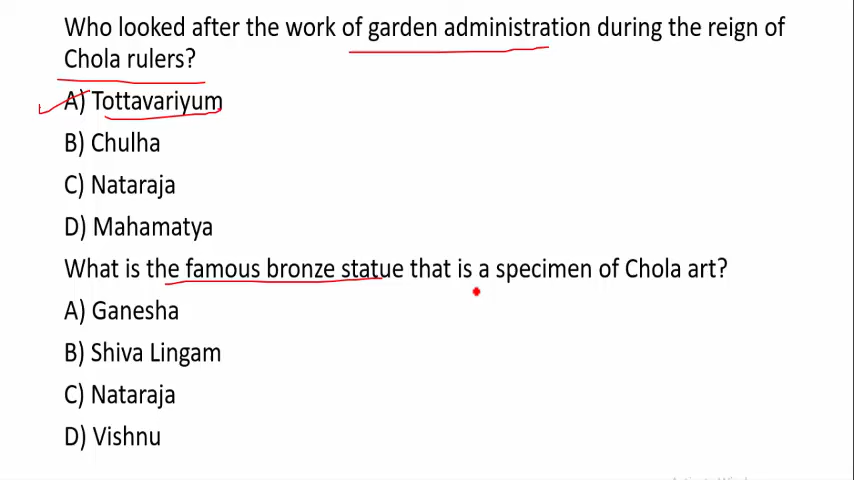 Who looked after the work of garden administration during the reign of
Chola rulers?
A) Tottavariyum
B) Chulha
C) Nataraja
D) Mahamatya
What is the famous bronze statue that is a specimen of Chola art?
A) Ganesha
B) Shiva Lingam
C) Nataraja
D) Vishnu